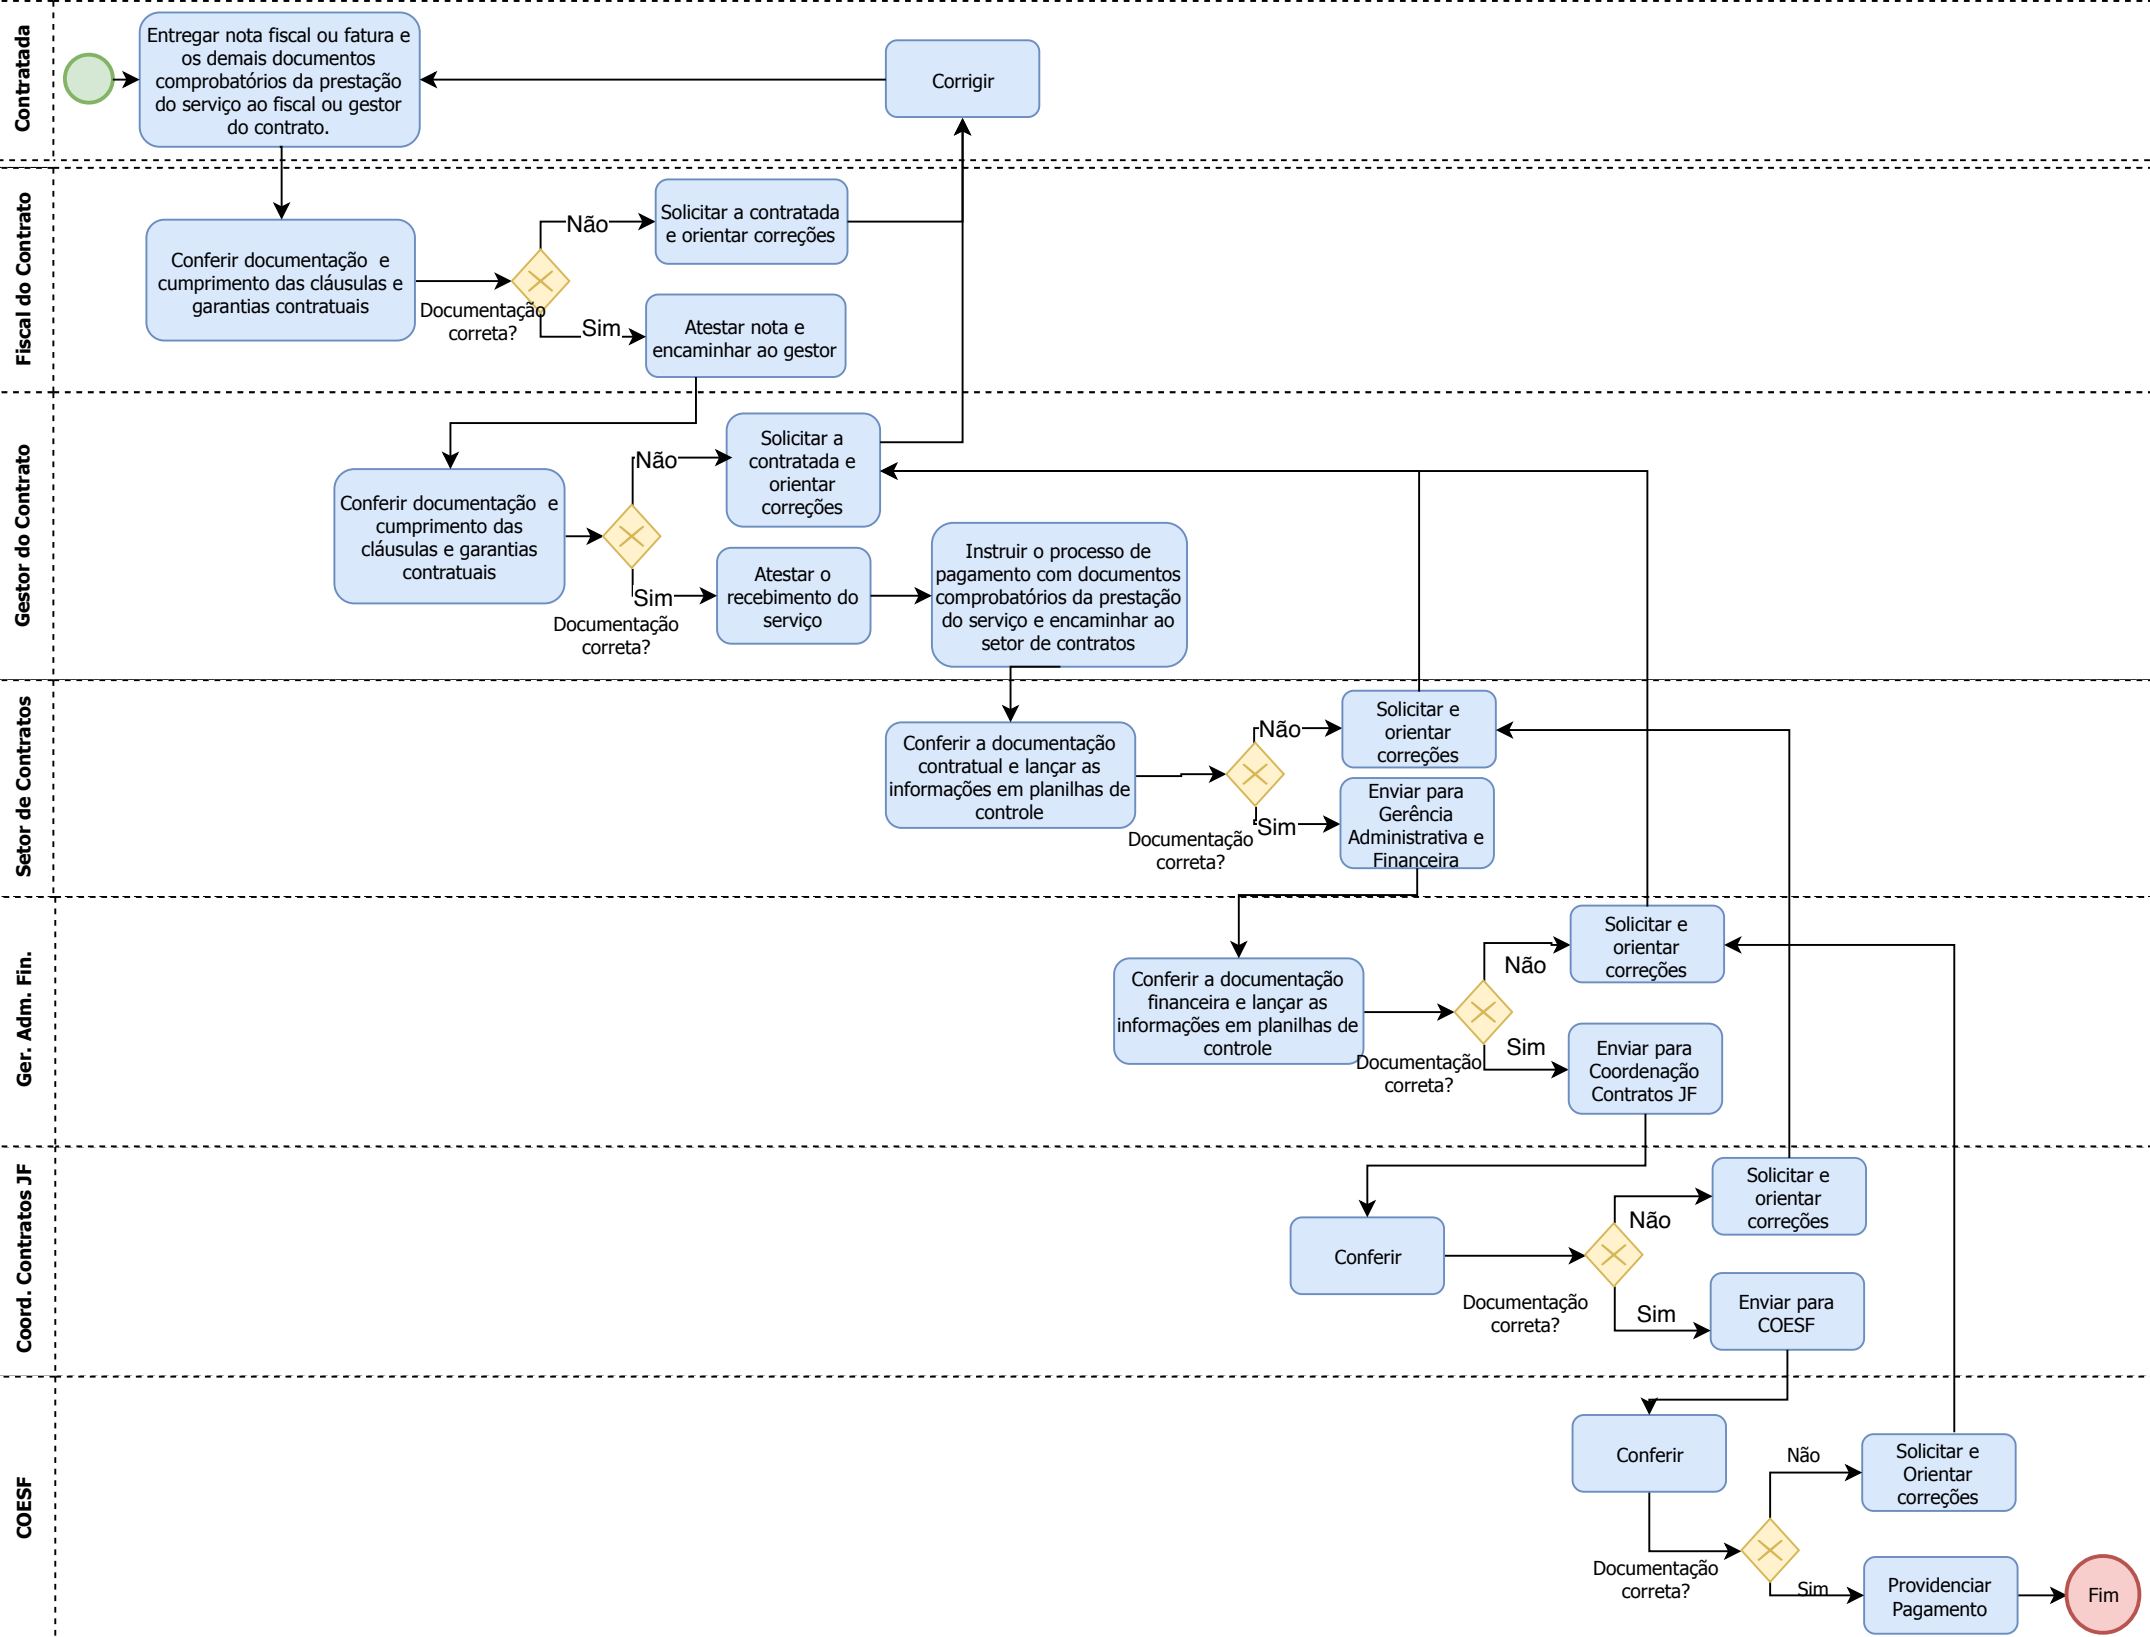 Contratada
Entregar nota fiscal ou fatura e
os demais documentos
comprobatórios da prestação
do serviço ao fiscal ou gestor
do contrato.
Corrigir
Fiscal do Contrato
Conferir documentação  e
cumprimento das cláusulas e
garantias contratuais
Documentação
correta?
Não
Solicitar a contratada
e orientar correções
Sim
Atestar nota e
encaminhar ao gestor
Gestor do Contrato
Conferir documentação  e
cumprimento das
cláusulas e garantias
contratuais
Não
Solicitar a
contratada e
orientar
correções
Sim
Documentação
correta?
Atestar o
recebimento do
serviço
Instruir o processo de
pagamento com documentos
comprobatórios da prestação
do serviço e encaminhar ao
setor de contratos
Setor de Contratos
Conferir a documentação
contratual e lançar as
informações em planilhas de
controle
Não
Solicitar e
orientar
correções
Sim
Documentação
correta?
Enviar para
Gerência
Administrativa e
Financeira
Ger. Adm. Fin.
Conferir a documentação
financeira e lançar as
informações em planilhas de
controle
Documentação
correta?
Não
Solicitar e
orientar
correções
Sim
Enviar para
Coordenação
Contratos JF
Coord. Contratos JF
Conferir
Documentação
correta?
Não
Solicitar e
orientar
correções
Sim
Enviar para
COESF
COESF
Conferir
Documentação
correta?
Não
Solicitar e
Orientar
correções
Sim
Providenciar
Pagamento
Fim